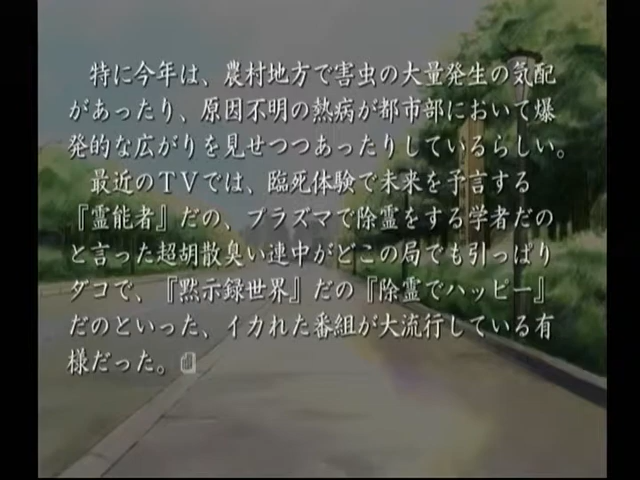 特に今年は、農村地方で害虫の大量発生の気配
があったり、原因不明の熱病が都市部において爆
発的な広がりを見せつつあったりしているらしい。
最近のＴＶでは、臨死体験で未来を予言する
『霊能者』だの、プラズマで除霊をする学者だの
と言った超胡散臭い連中がどこの局でも引っぱり
ダコで、『黙示録世界』だの『除霊でハッピー』
だのといった、イカれた番組が大流行している有
様だった。